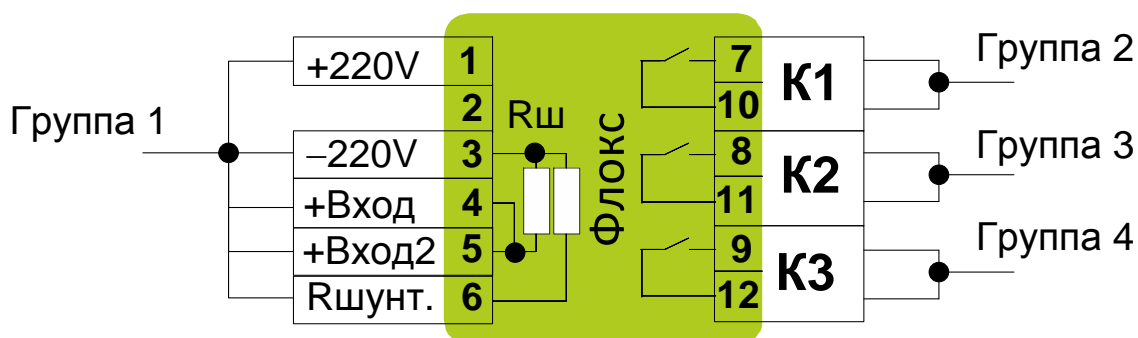 Группа 1
+220V 1
2
−220V 3
+Вход 4
+Вход2 5
Rшунт. 6
Rш
Флокс
7
10
К1
8
11
К2
9
12
К3
Группа 2
Группа 3
Группа 4